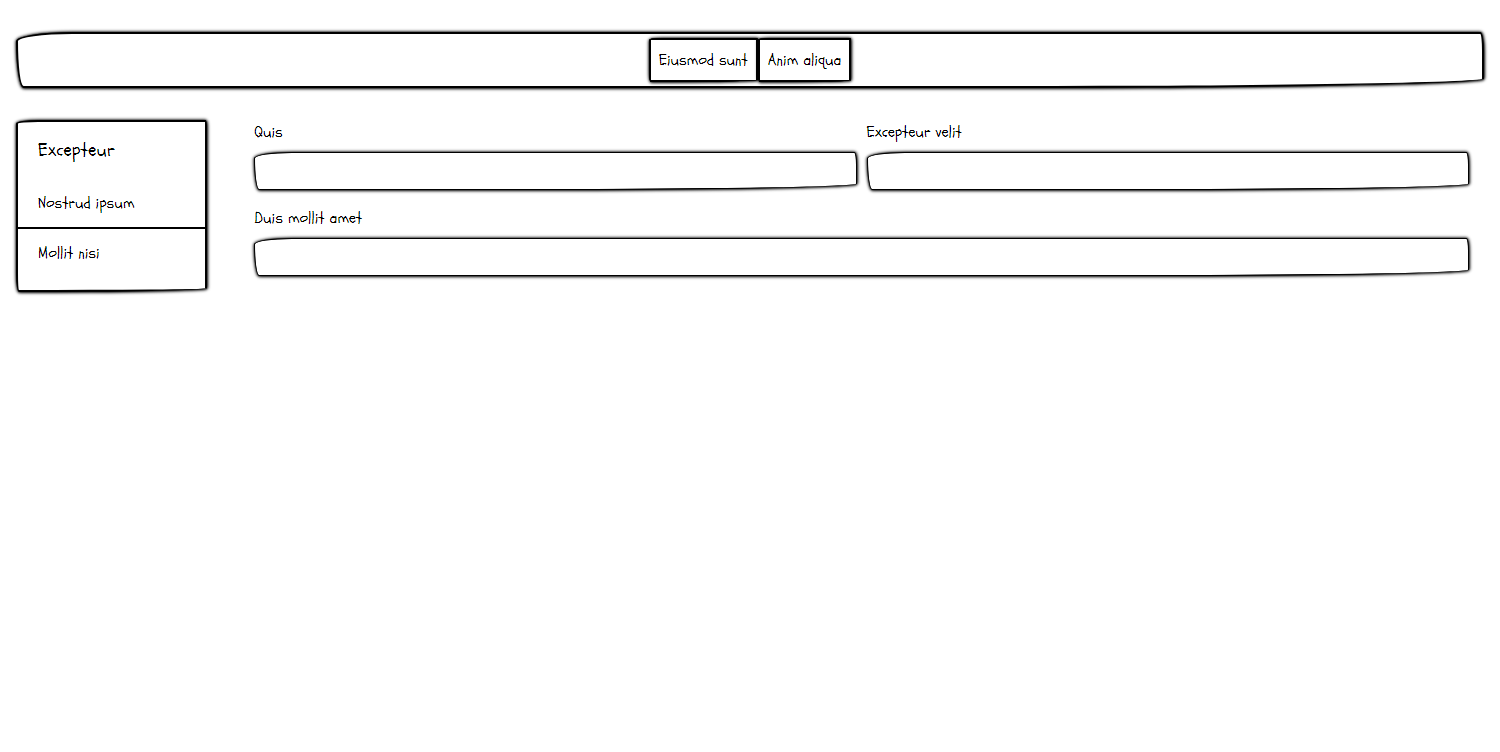 Eiusmod sunt Anim aliqua
Excepteur
Nostrud ipsum
Mollit nisi
Quis
Excepteur velit
Duis mollit amet